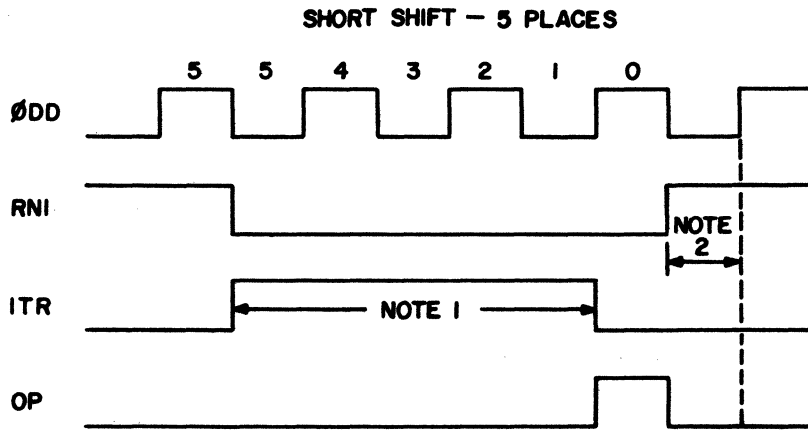 SHORT SHIFT – 5 PLACES
5 5 4 3 2 1 0
ØDD
RNI
NOTE
2
ITR
NOTE 1
OP